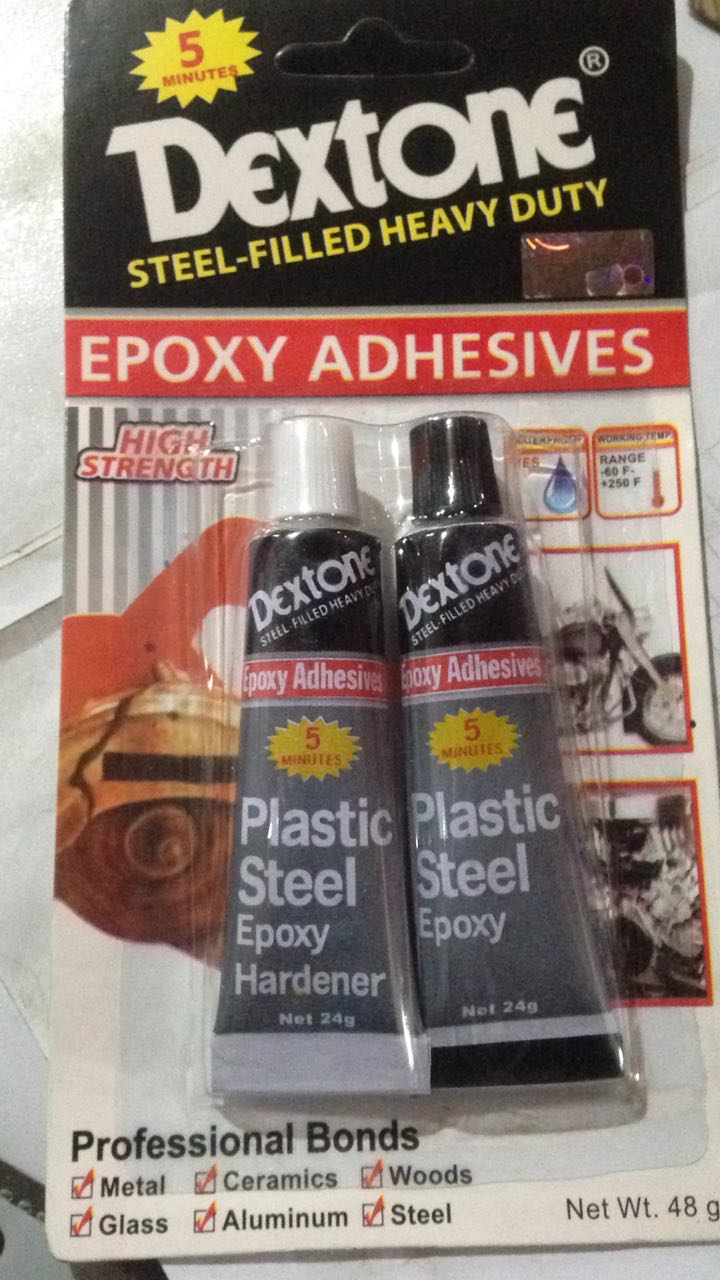 5
MINUTES
DEXTONE®
STEEL-FILLED HEAVY DUTY
EPOXY ADHESIVES
HIGH
STRENGTH
WATERPROOF
YES
WORKING TEMP
RANGE
-60 F-
+250 F
DEXTONE
STEEL-FILLED HEAVY
Epoxy Adhesives
5
MINUTES
Plastic
Steel
Epoxy
Hardener
Net 24g
DEXTONE
STEEL-FILLED HEAVY DUTY
Epoxy Adhesives
5
MINUTES
Plastic
Steel
Epoxy
Net 24g
Professional Bonds
Metal Ceramics Woods
Glass Aluminum Steel
Net Wt. 48 g